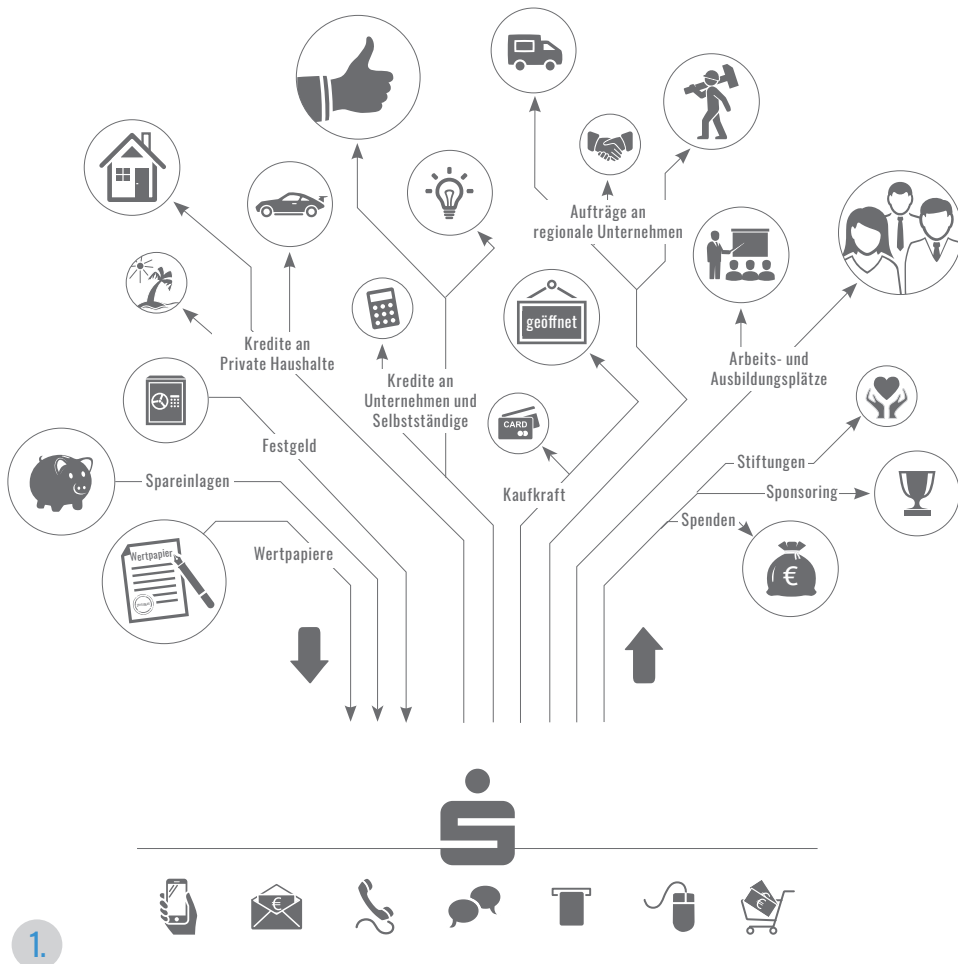 Aufträge an
regionale Unternehmen
geöffnet
Kredite an
Private Haushalte
Arbeits- und
Ausbildungsplätze
Kredite an
Unternehmen und
Selbstständige
CARD
Festgeld
Stiftungen
Spareinlagen
Kaufkraft
Sponsoring
Spenden
Wertpapier
Wertpapiere
€
€
€
1.